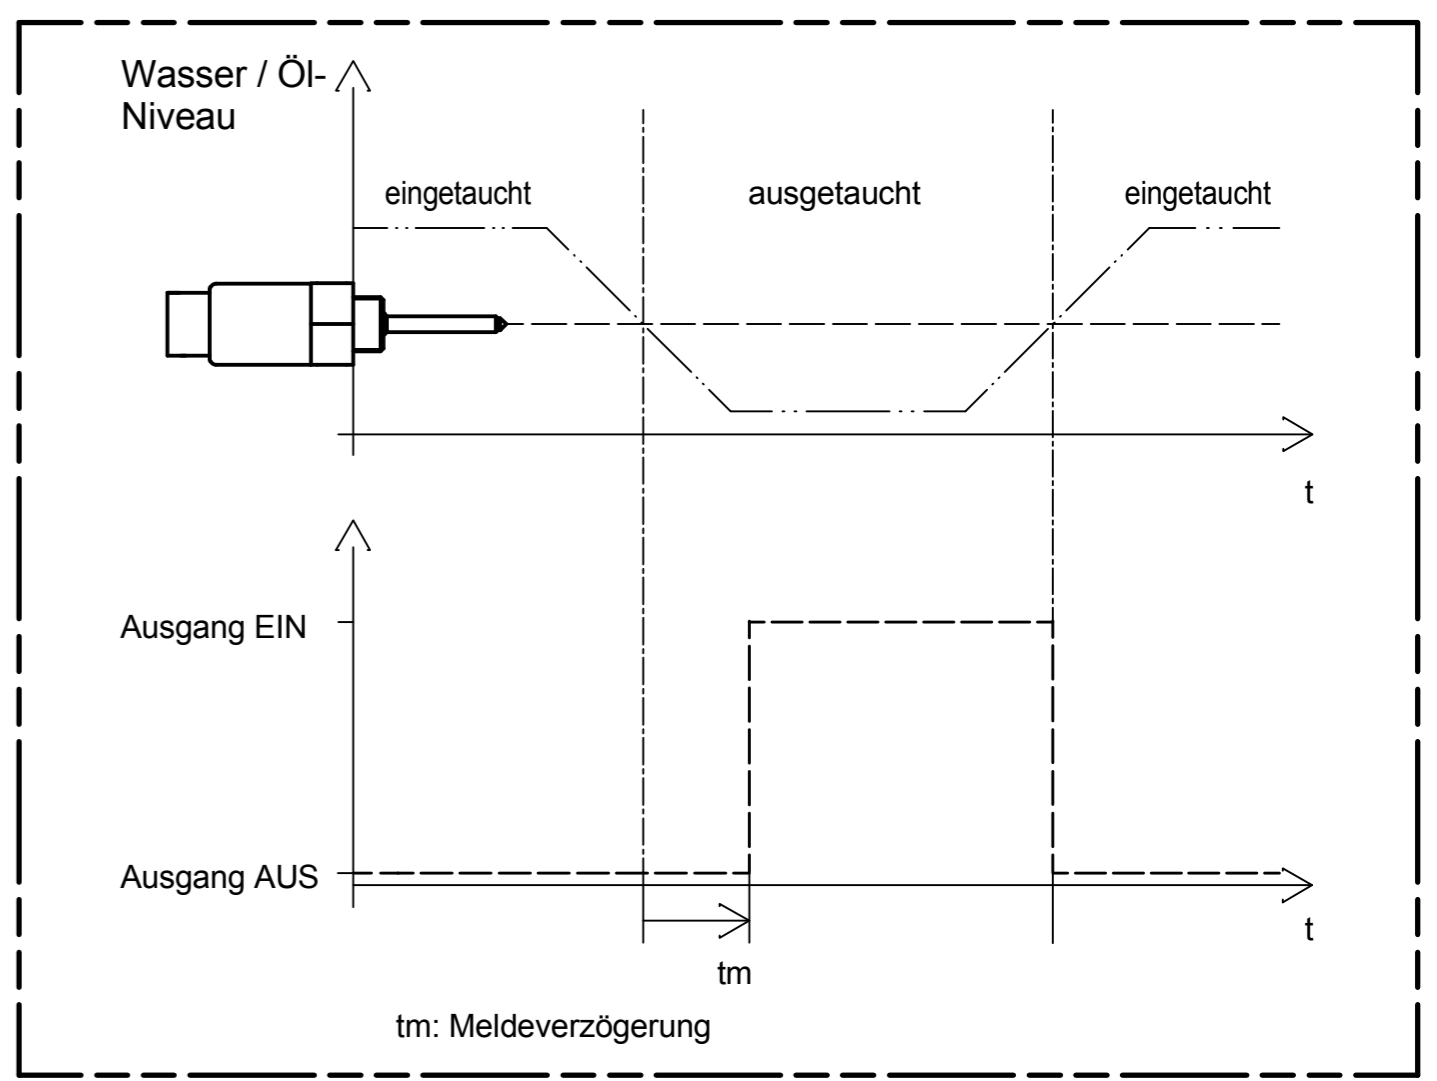 Wasser / Öl-
Niveau
eingetaucht
ausgetaucht
eingetaucht
t
Ausgang EIN
Ausgang AUS
t
tm
tm: Meldeverzögerung